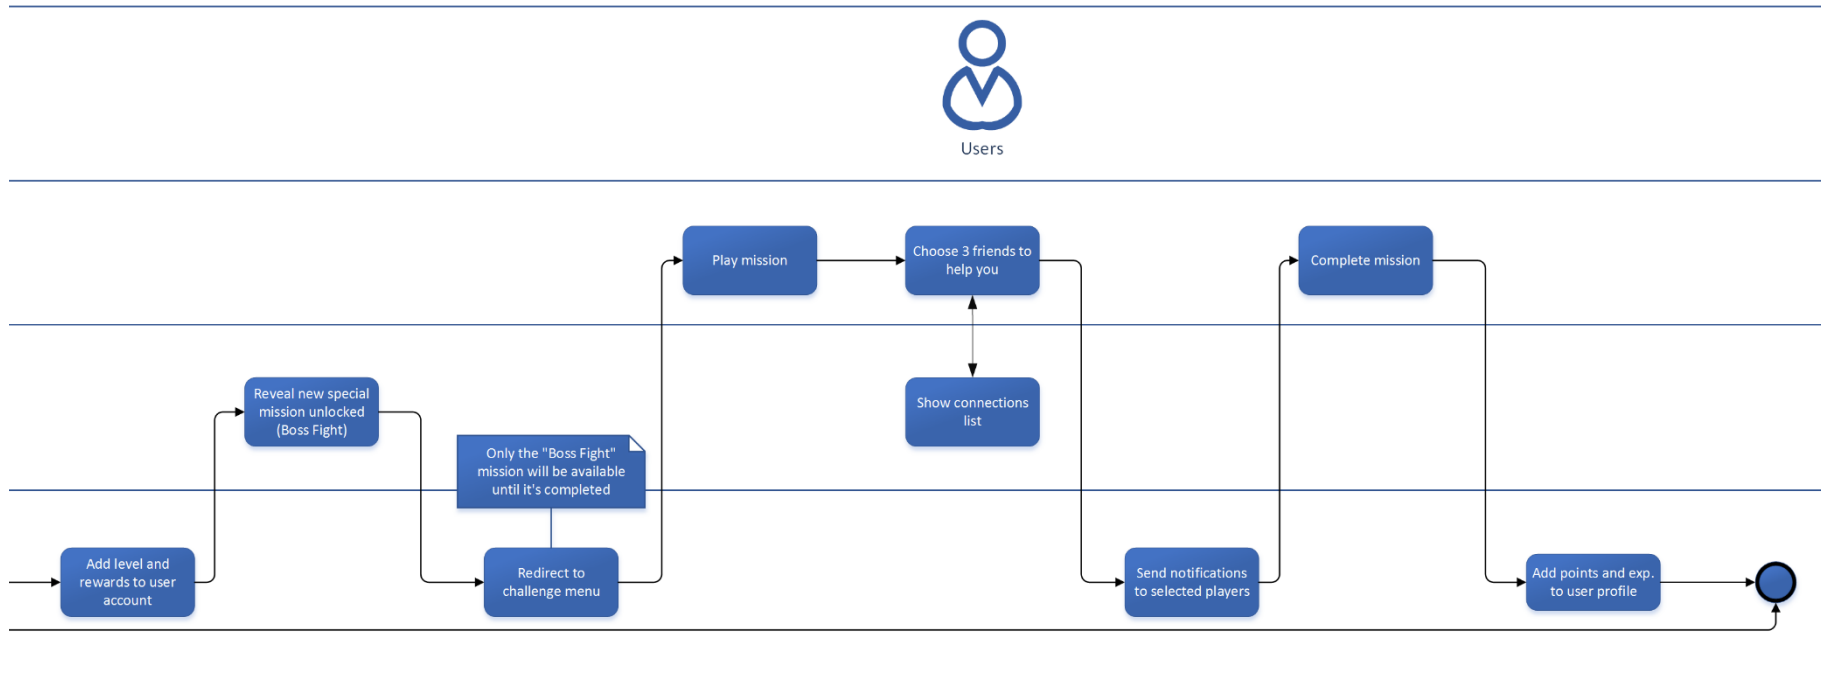 Users
Play mission
Choose 3 friends to
help you
Complete mission
Reveal new special
mission unlocked
(Boss Fight)
Show connections
list
Only the "Boss Fight"
mission will be available
until it's completed
Add level and
rewards to user
account
Redirect to
challenge menu
Send notifications
to selected players
Add points and exp.
to user profile